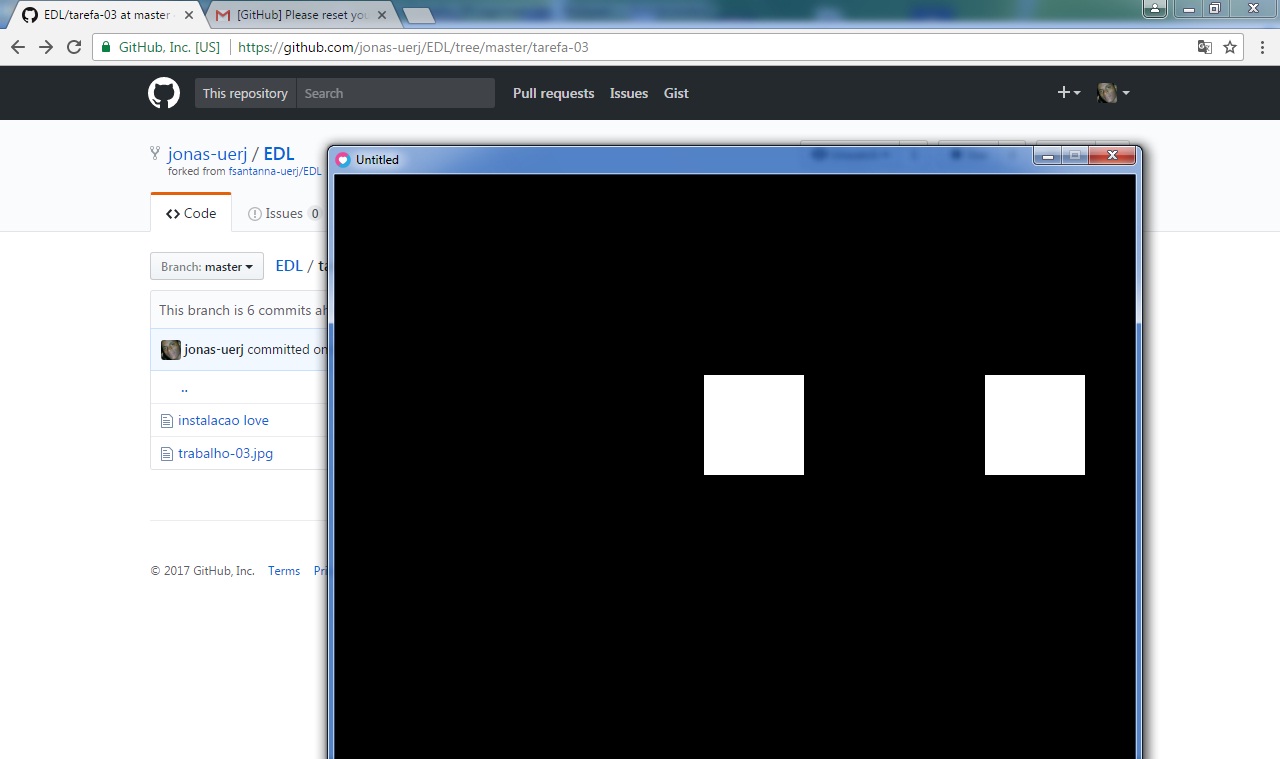 EDL/tarefa-03 at master
[GitHub] Please reset you
GitHub, Inc. [US] https://github.com/jonas-uerj/EDL/tree/master/tarefa-03
This repository Search Pull requests Issues Gist
jonas-uerj / EDL
forked from fsantanna-uerj/EDL
Untitled
Code Issues 0
Branch: master EDL / ta
This branch is 6 commits ah
jonas-uerj committed on
..
instalacao love
trabalho-03.jpg
© 2017 GitHub, Inc. Terms Pri